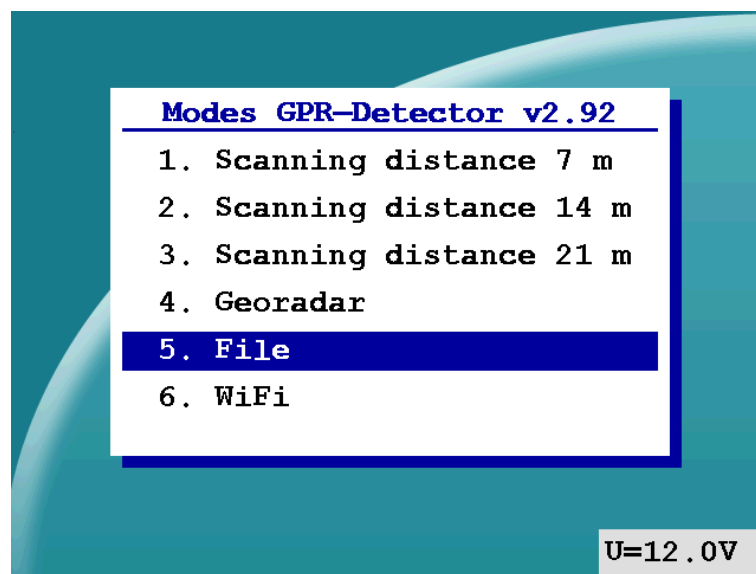 Modes GPR—Detector v2.92
1. Scanning distance 7 m
2. Scanning distance 14 m
3. Scanning distance 21 m
4. Georadar
5. File
6. WiFi
U=12.0V